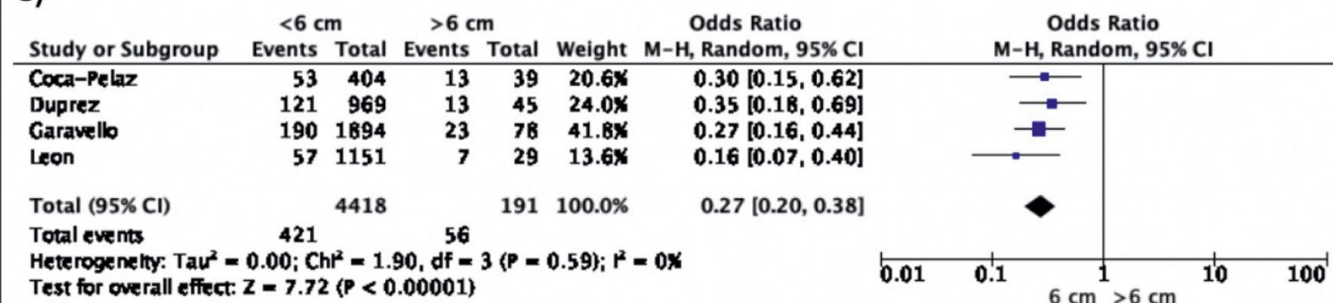 <6 cm >6 cm Odds Ratio Odds Ratio
Study or Subgroup Events Total Events Total Weight M-H, Random, 95% CI M-H, Random, 95% CI
Coca-Pelaz 53 404 13 39 20.6% 0.30 [0.15, 0.62]
Duprez 121 969 13 45 24.0% 0.35 [0.18, 0.69]
Garavello 190 1894 23 78 41.8% 0.27 [0.16, 0.44]
Leon 57 1151 7 29 13.6% 0.16 [0.07, 0.40]
Total (95% CI) 4418 191 100.0% 0.27 [0.20, 0.38]
Total events 421 56
Heterogeneity: Tau² = 0.00; Chi² = 1.90, df = 3 (P = 0.59); I² = 0%
Test for overall effect: Z = 7.72 (P < 0.00001)
0.01 0.1 1 10 100
6 cm >6 cm